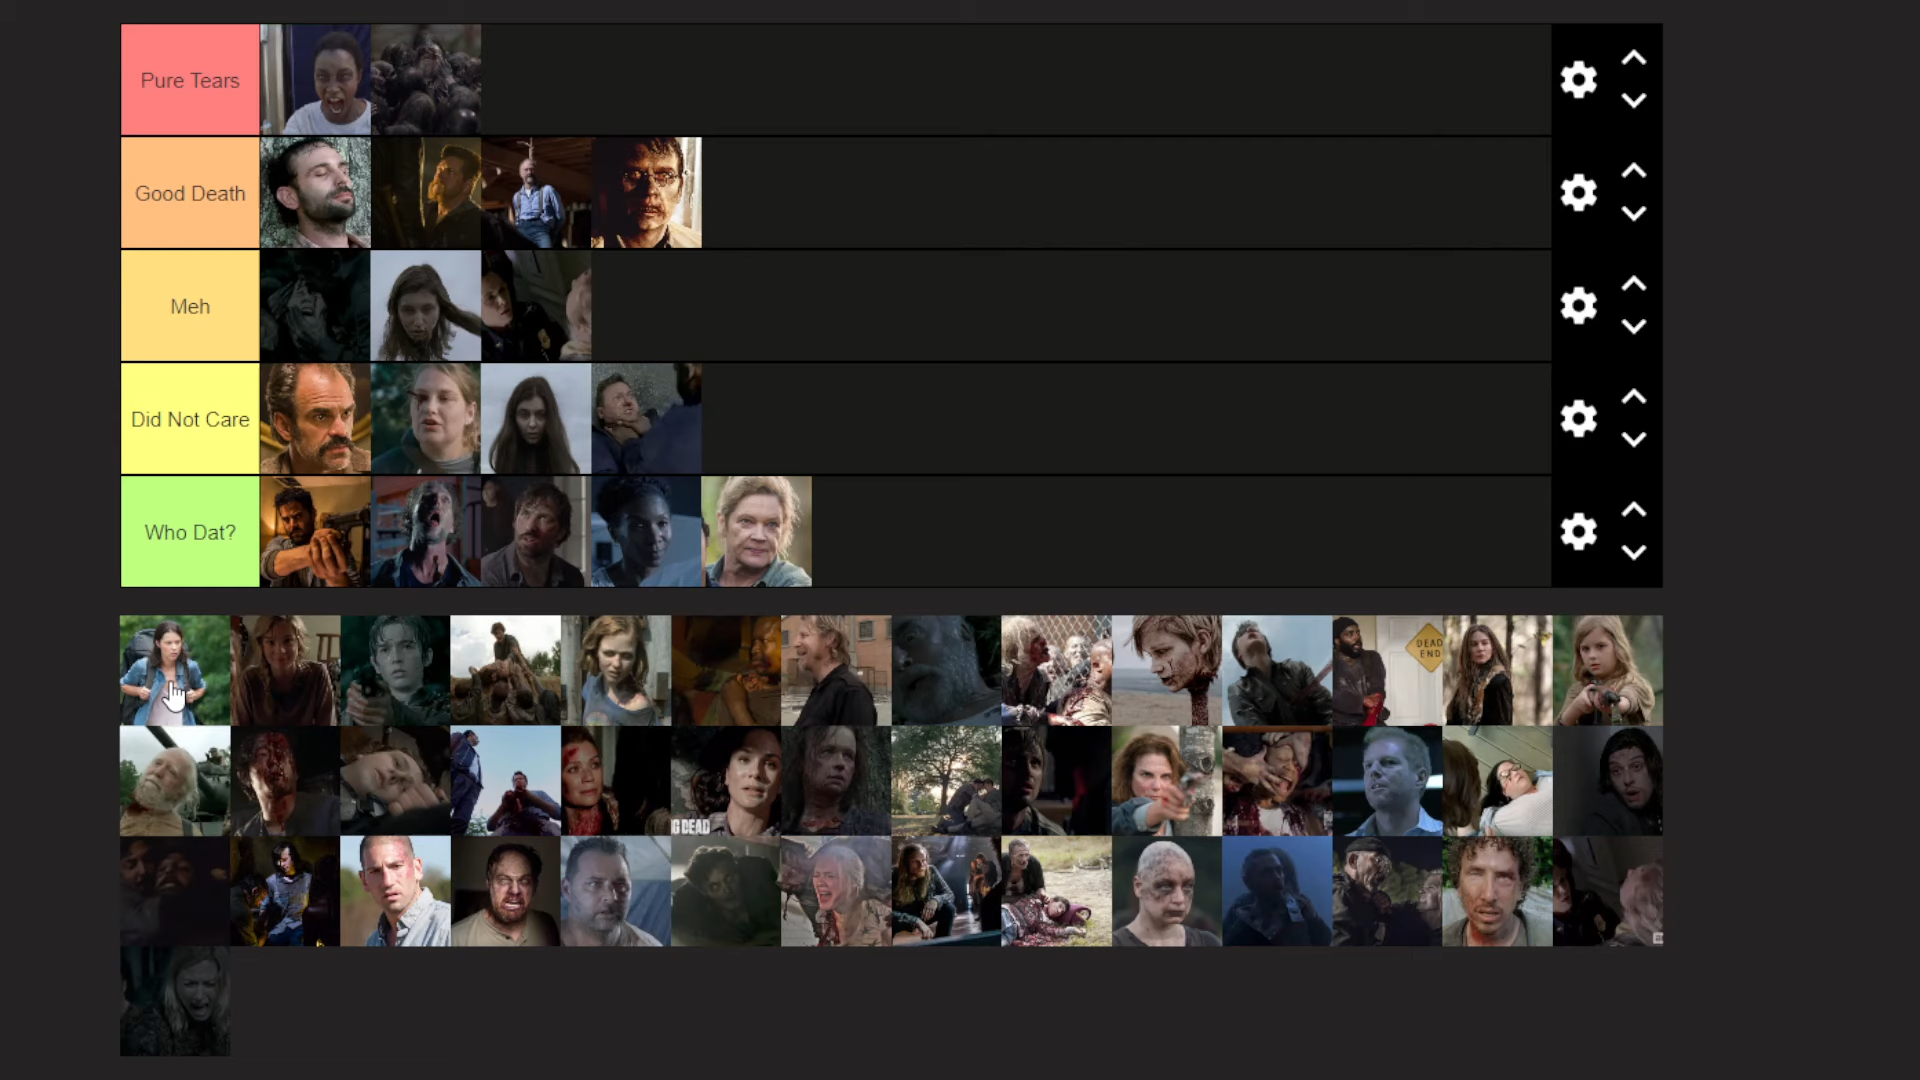 Pure Tears
Good Death
Meh
Did Not Care
Who Dat?
DEAD
END
G DEAD